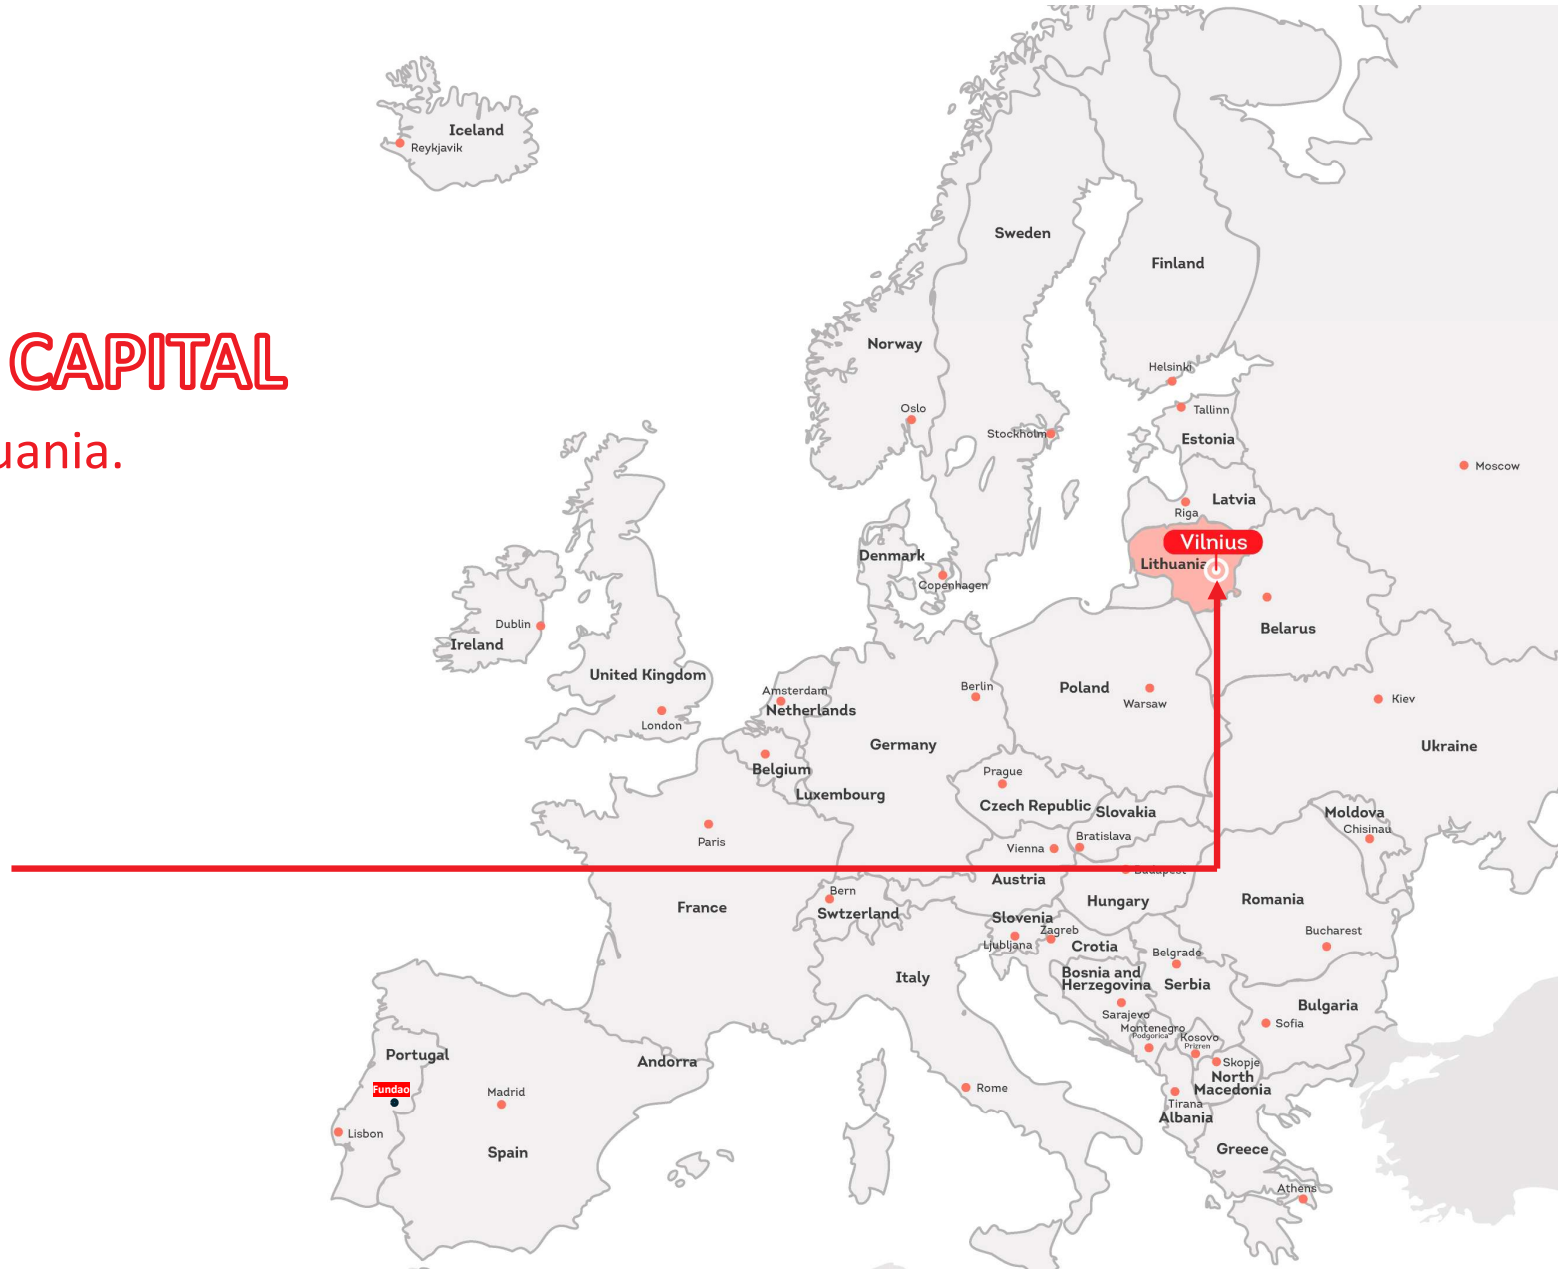 Iceland
Reykjavik
Sweden
Finland
CAPITAL
Norway
Helsinki
Oslo
Tallinn
Stockholm
Estonia
uania.
Moscow
Latvia
Riga
Vilnius
Denmark
Lithuania
Copenhagen
Dublin
Belarus
Ireland
United Kingdom
Amsterdam
Berlin
Poland
Netherlands
Warsaw
Kiev
London
Germany
Ukraine
Belgium
Prague
Luxembourg
Czech Republic
Slovakia
Moldova
Chisinau
Paris
Bratislava
Vienna
Budapest
Austria
Bern
France
Swtzerland
Hungary
Romania
Slovenia
Zagreb
Bucharest
Ljubljana
Crotia
Belgrade
Italy
Bosnia and
Herzegovina
Serbia
Bulgaria
Sarajevo
Sofia
Montenegro
Podgorica
Kosovo
Prizren
Portugal
Andorra
Skopje
North
Macedonia
Fundao
Madrid
Rome
Tirana
Albania
Lisbon
Spain
Greece
Athens